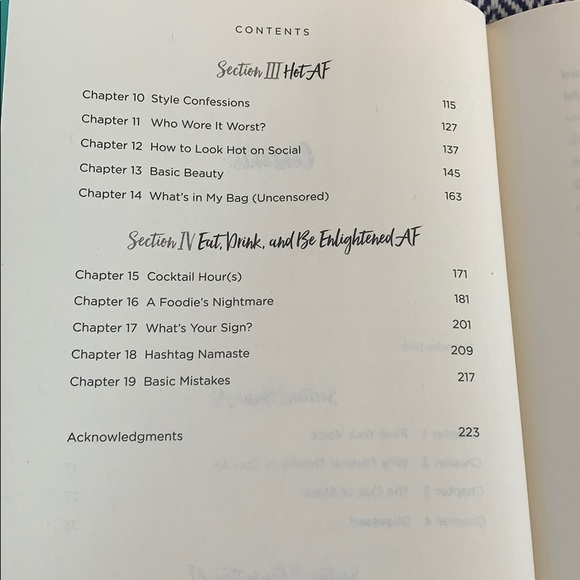 CONTENTS
Section III Hot AF
Chapter 10 Style Confessions 115
Chapter 11 Who Wore It Worst? 127
Chapter 12 How to Look Hot on Social 137
Chapter 13 Basic Beauty 145
Chapter 14 What's in My Bag (Uncensored) 163
Section IV Eat, Drink, and Be Enlightened AF
Chapter 15 Cocktail Hour(s) 171
Chapter 16 A Foodie's Nightmare 181
Chapter 17 What's Your Sign? 201
Chapter 18 Hashtag Namaste 209
Chapter 19 Basic Mistakes 217
Acknowledgments 223